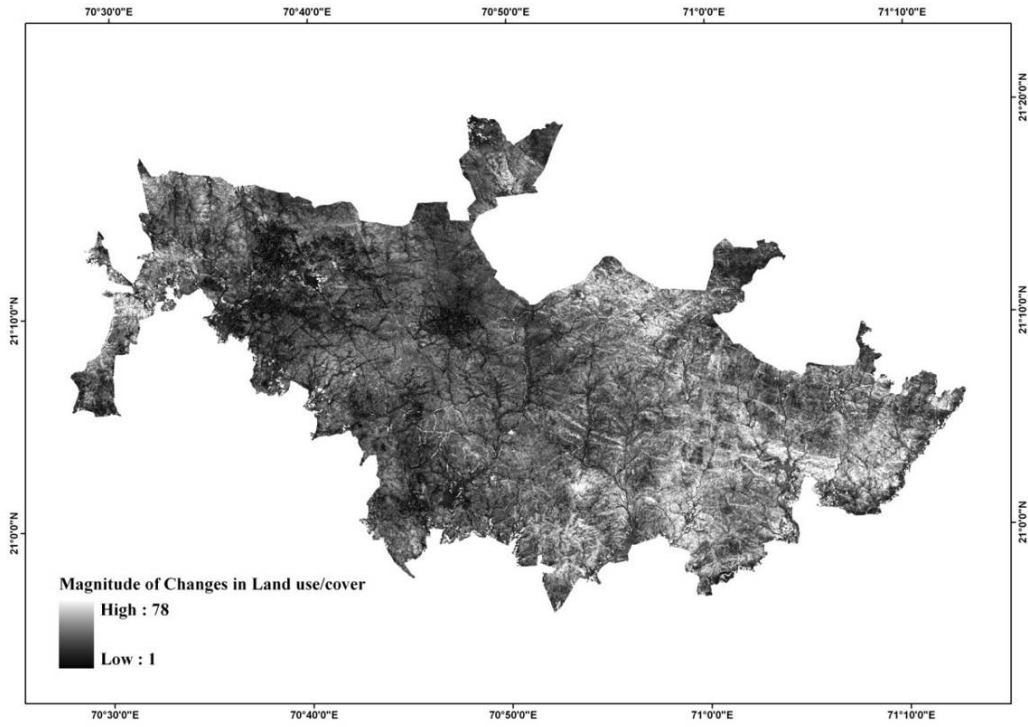 70°30'0"E 70°40'0"E 70°50'0"E 71°0'0"E 71°10'0"E
21°20'0"N
21°10'0"N
21°10'0"N
21°0'0"N
21°0'0"N
Magnitude of Changes in Land use/cover
High : 78
Low : 1
70°30'0"E 70°40'0"E 70°50'0"E 71°0'0"E 71°10'0"E